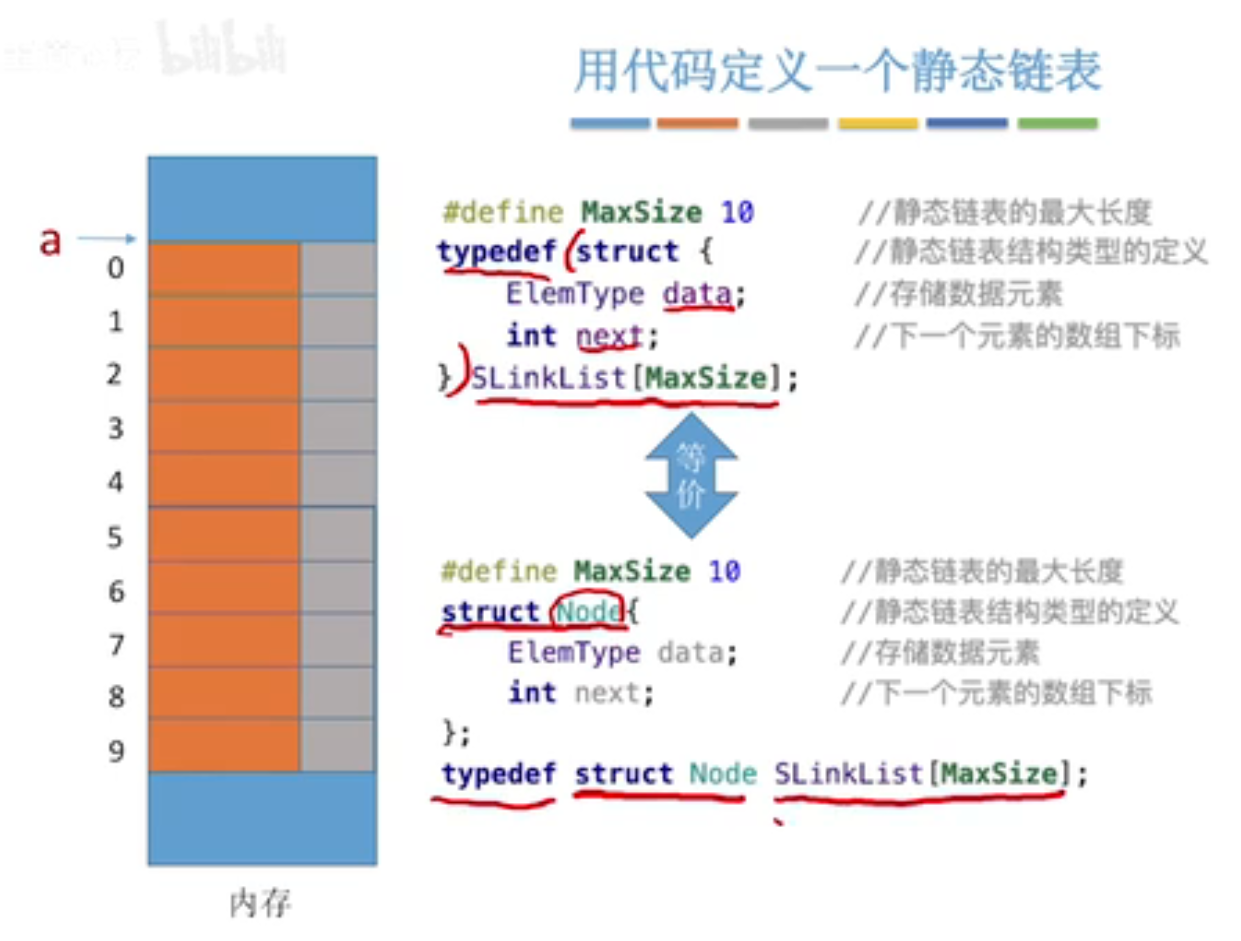 bilibili
用代码定义一个静态链表
#define MaxSize 10 //静态链表的最大长度
typedef struct { //静态链表结构类型的定义
ElemType data; //存储数据元素
int next; //下一个元素的数组下标
} SLinkList[MaxSize];
等
价
#define MaxSize 10 //静态链表的最大长度
struct Node{ //静态链表结构类型的定义
ElemType data; //存储数据元素
int next; //下一个元素的数组下标
};
typedef struct Node SLinkList[MaxSize];
a
0
1
2
3
4
5
6
7
8
9
内存